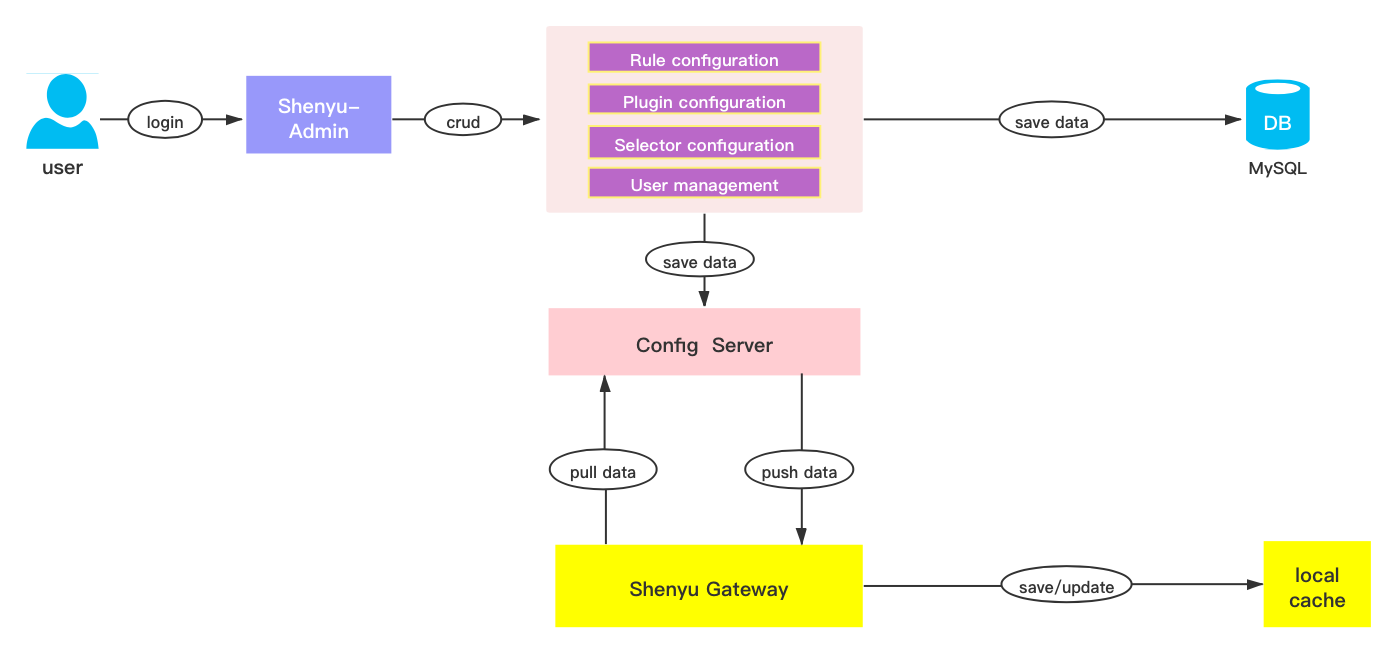 Rule configuration
Plugin configuration
Selector configuration
User management
user
login
Shenyu-
Admin
crud
save data
DB
MySQL
save data
Config Server
pull data
push data
Shenyu Gateway
save/update
local
cache